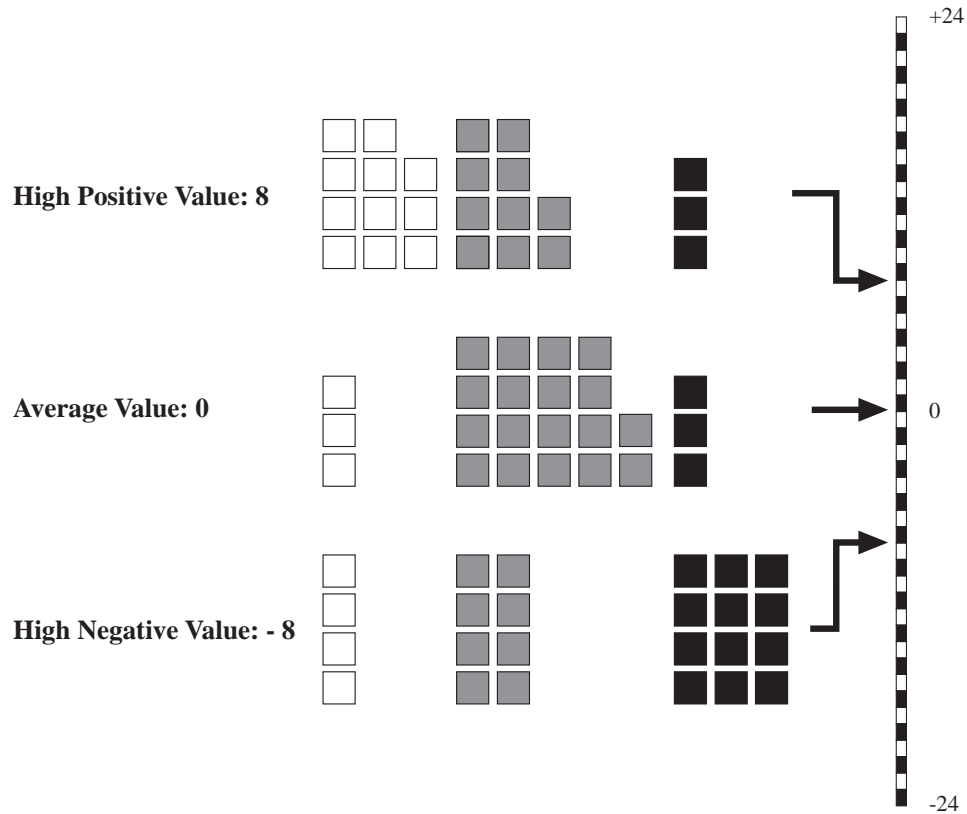 +24
High Positive Value: 8
Average Value: 0
0
High Negative Value: - 8
-24